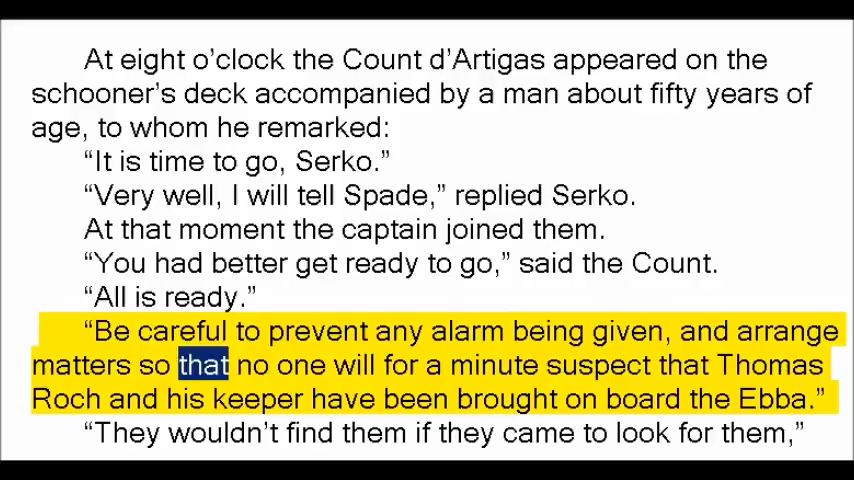 At eight o’clock the Count d’Artigas appeared on the
schooner’s deck accompanied by a man about fifty years of
age, to whom he remarked:
“It is time to go, Serko.”
“Very well, I will tell Spade,” replied Serko.
At that moment the captain joined them.
“You had better get ready to go,” said the Count.
“All is ready.”
“Be careful to prevent any alarm being given, and arrange
matters so that no one will for a minute suspect that Thomas
Roch and his keeper have been brought on board the Ebba.”
“They wouldn’t find them if they came to look for them,”